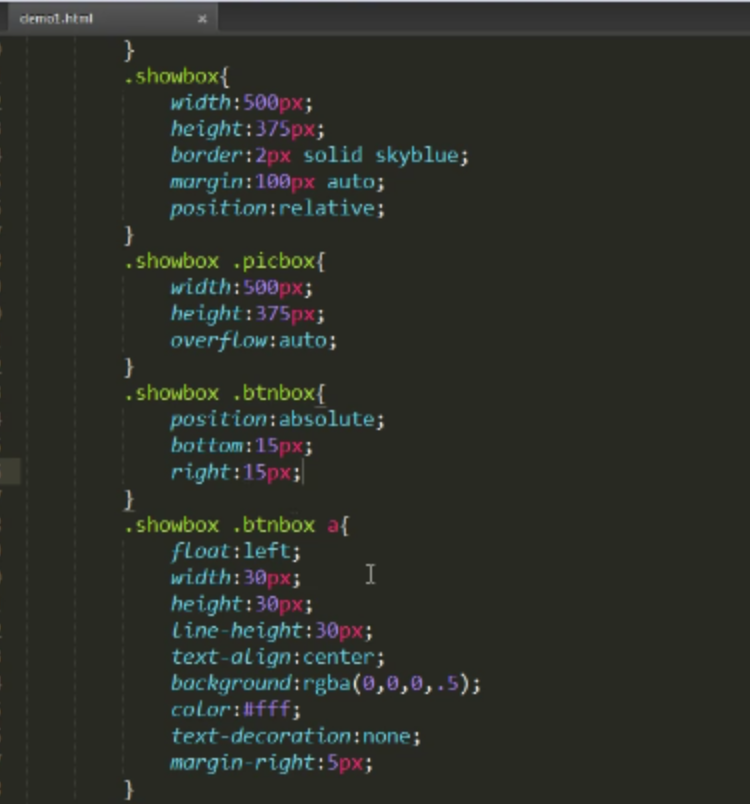 demo1.html ×
}
.showbox{
width:500px;
height:375px;
border:2px solid skyblue;
margin:100px auto;
position:relative;
}
.showbox .picbox{
width:500px;
height:375px;
overflow:auto;
}
.showbox .btnbox{
position:absolute;
bottom:15px;
right:15px;
}
.showbox .btnbox a{
float:left;
width:30px;
height:30px;
line-height:30px;
text-align:center;
background:rgba(0,0,0,.5);
color:#fff;
text-decoration:none;
margin-right:5px;
}